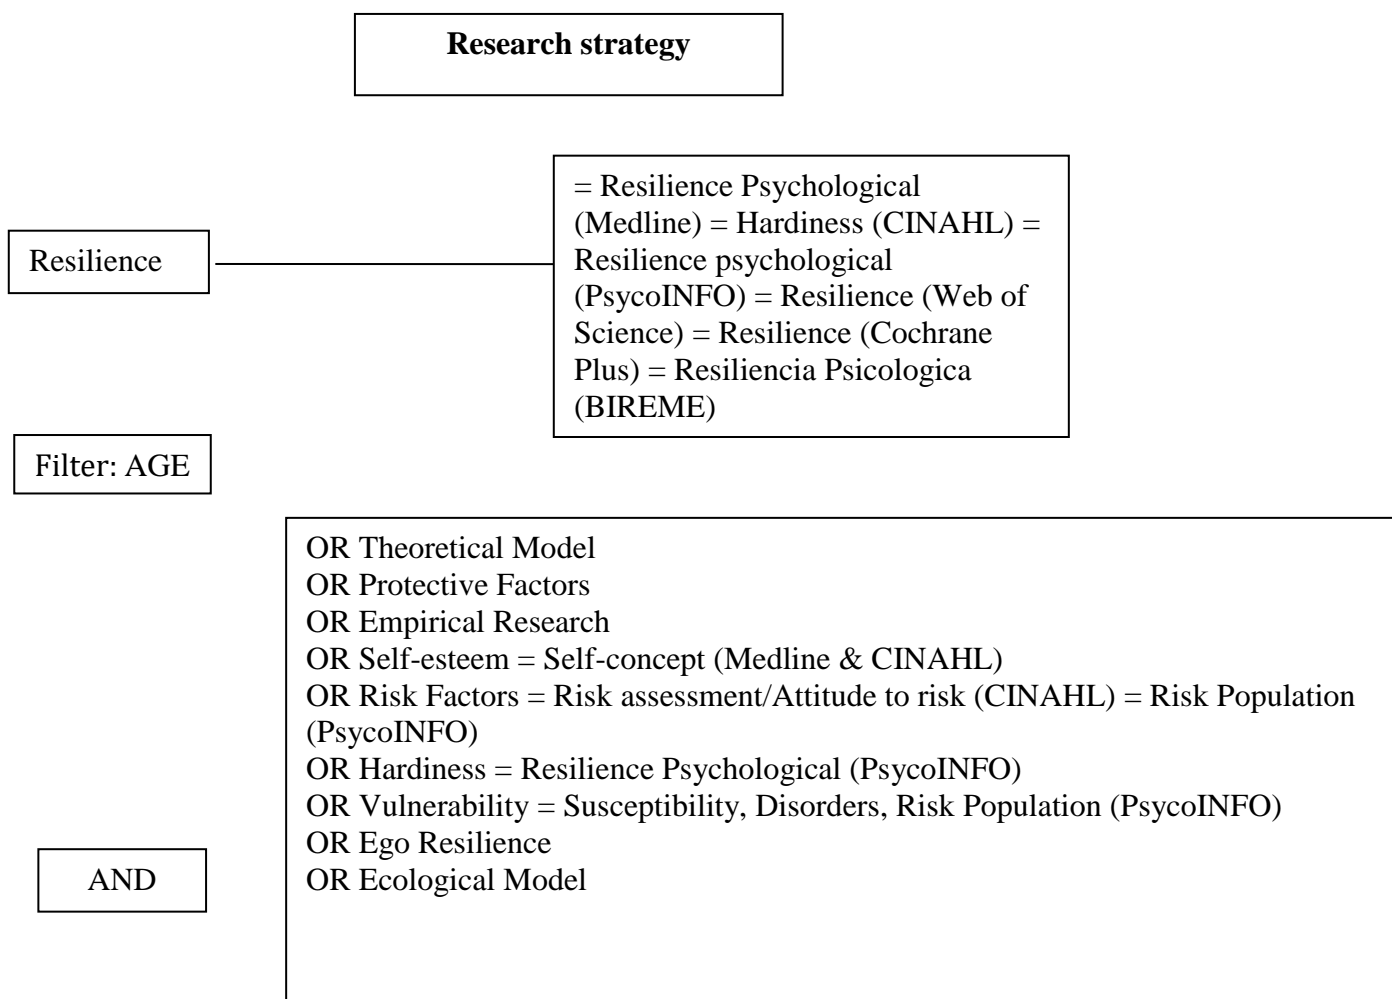 Research strategy
= Resilience Psychological
(Medline) = Hardiness (CINAHL) =
Resilience psychological
(PsycoINFO) = Resilience (Web of
Science) = Resilience (Cochrane
Plus) = Resiliencia Psicologica
(BIREME)
Resilience
Filter: AGE
OR Theoretical Model
OR Protective Factors
OR Empirical Research
OR Self-esteem = Self-concept (Medline & CINAHL)
OR Risk Factors = Risk assessment/Attitude to risk (CINAHL) = Risk Population
(PsycoINFO)
OR Hardiness = Resilience Psychological (PsycoINFO)
OR Vulnerability = Susceptibility, Disorders, Risk Population (PsycoINFO)
OR Ego Resilience
OR Ecological Model
AND